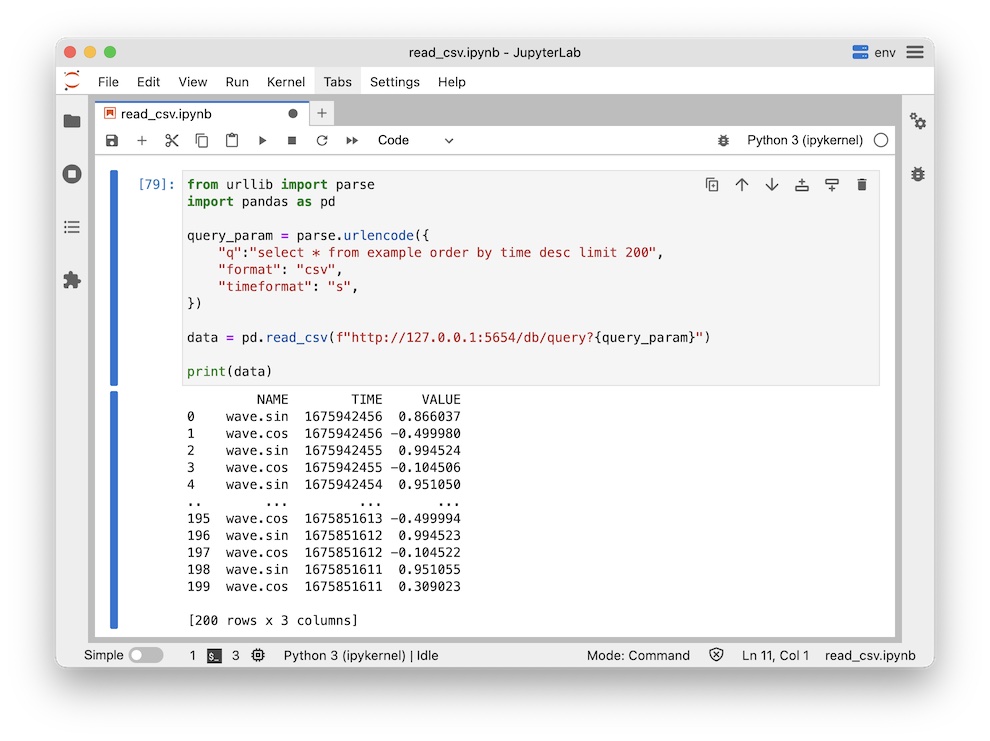 read_csv.ipynb - JupyterLab
env
File Edit View Run Kernel Tabs Settings Help
read_csv.ipynb
Code
Python 3 (ipykernel)
[79]:
from urllib import parse
import pandas as pd
query_param = parse.urlencode({
    "q":"select * from example order by time desc limit 200",
    "format": "csv",
    "timeformat": "s",
})
data = pd.read_csv(f"http://127.0.0.1:5654/db/query?{query_param}")
print(data)
         NAME        TIME     VALUE
0    wave.sin  1675942456  0.866037
1    wave.cos  1675942456 -0.499980
2    wave.sin  1675942455  0.994524
3    wave.cos  1675942455 -0.104506
4    wave.sin  1675942454  0.951050
..        ...         ...       ...
195  wave.cos  1675851613 -0.499994
196  wave.sin  1675851612  0.994523
197  wave.cos  1675851612 -0.104522
198  wave.sin  1675851611  0.951055
199  wave.cos  1675851611  0.309023
[200 rows x 3 columns]
Simple 1 $_ 3 Python 3 (ipykernel) | Idle Mode: Command Ln 11, Col 1 read_csv.ipynb